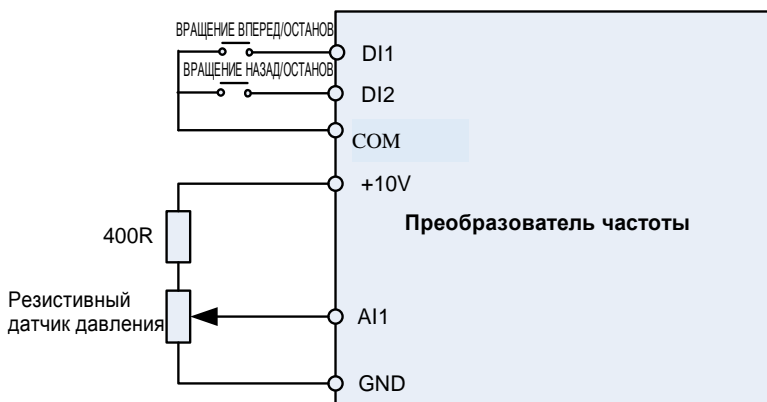 ВРАЩЕНИЕ ВПЕРЕД/ОСТАНОВ
DI1
ВРАЩЕНИЕ НАЗАД/ОСТАНОВ
DI2
COM
+10V
Преобразователь частоты
400R
Резистивный
датчик давления
AI1
GND